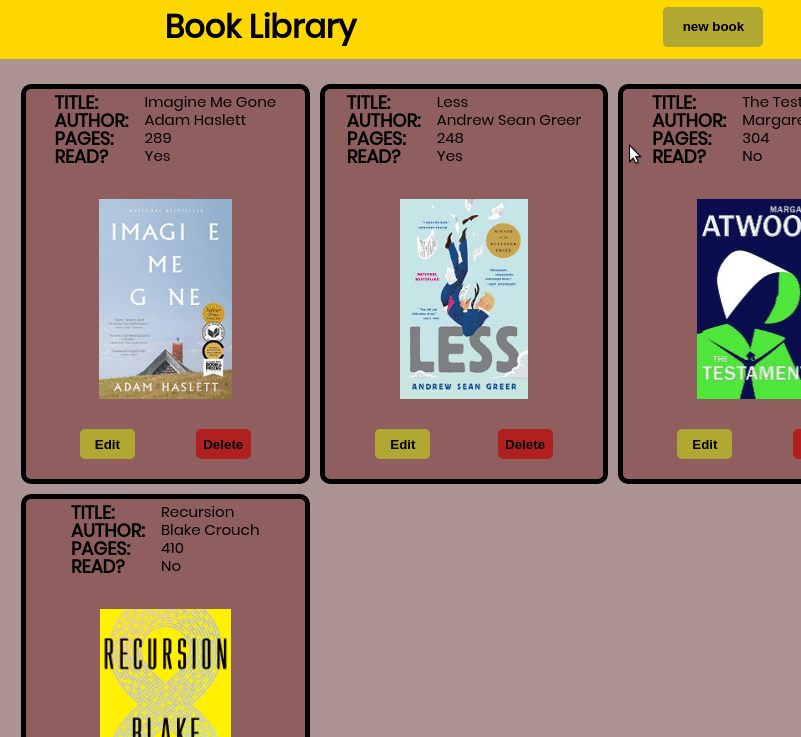 Book Library
new book
TITLE: Imagine Me Gone
AUTHOR: Adam Haslett
PAGES: 289
READ? Yes
NATIONAL BESTSELLER
IMAGI E
ME
G NE
ADAM HASLETT
Edit
Delete
TITLE: Less
AUTHOR: Andrew Sean Greer
PAGES: 248
READ? Yes
WINNER
of the
PULITZER
PRIZE
NATIONAL
BESTSELLER
LESS
ANDREW SEAN GREER
Edit
Delete
TITLE: The Test
AUTHOR: Margare
PAGES: 304
READ? No
MARGA
ATWOO
THE
TESTAMEN
Edit
TITLE: Recursion
AUTHOR: Blake Crouch
PAGES: 410
READ? No
RECURSION
BLAKE